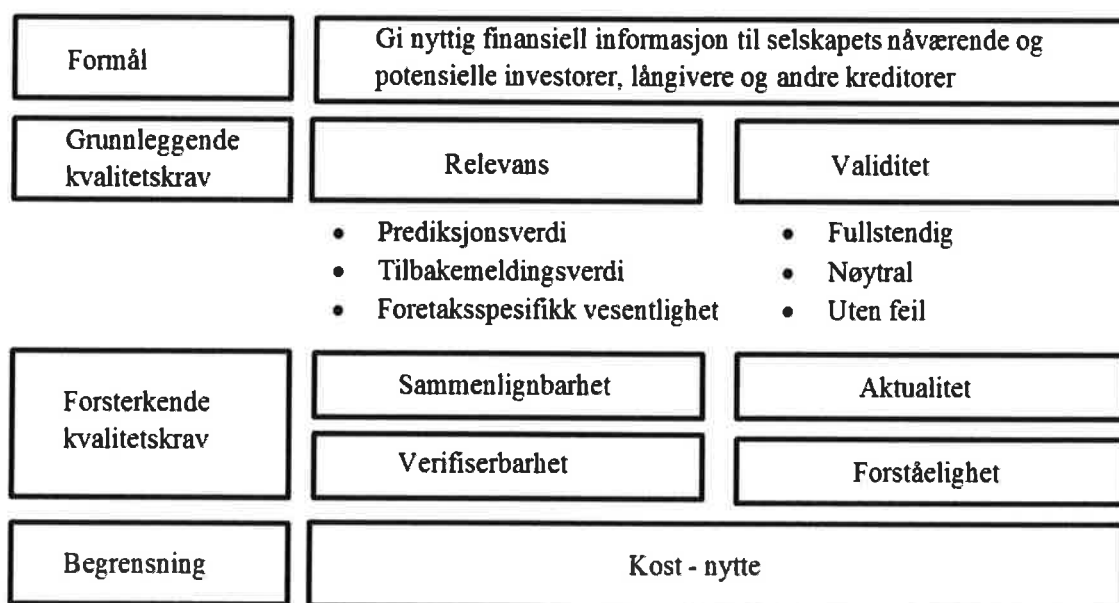 Formål
Gi nyttig finansiell informasjon til selskapets nåværende og
potensielle investorer, långivere og andre kreditorer
Grunnleggende
kvalitetskrav
Relevans
Validitet
• Prediksjonsverdi
• Tilbakemeldingsverdi
• Foretaksspesifikk vesentlighet
• Fullstendig
• Nøytral
• Uten feil
Forsterkende
kvalitetskrav
Sammenlignbarhet
Aktualitet
Verifiserbarhet
Forståelighet
Begrensning
Kost - nytte